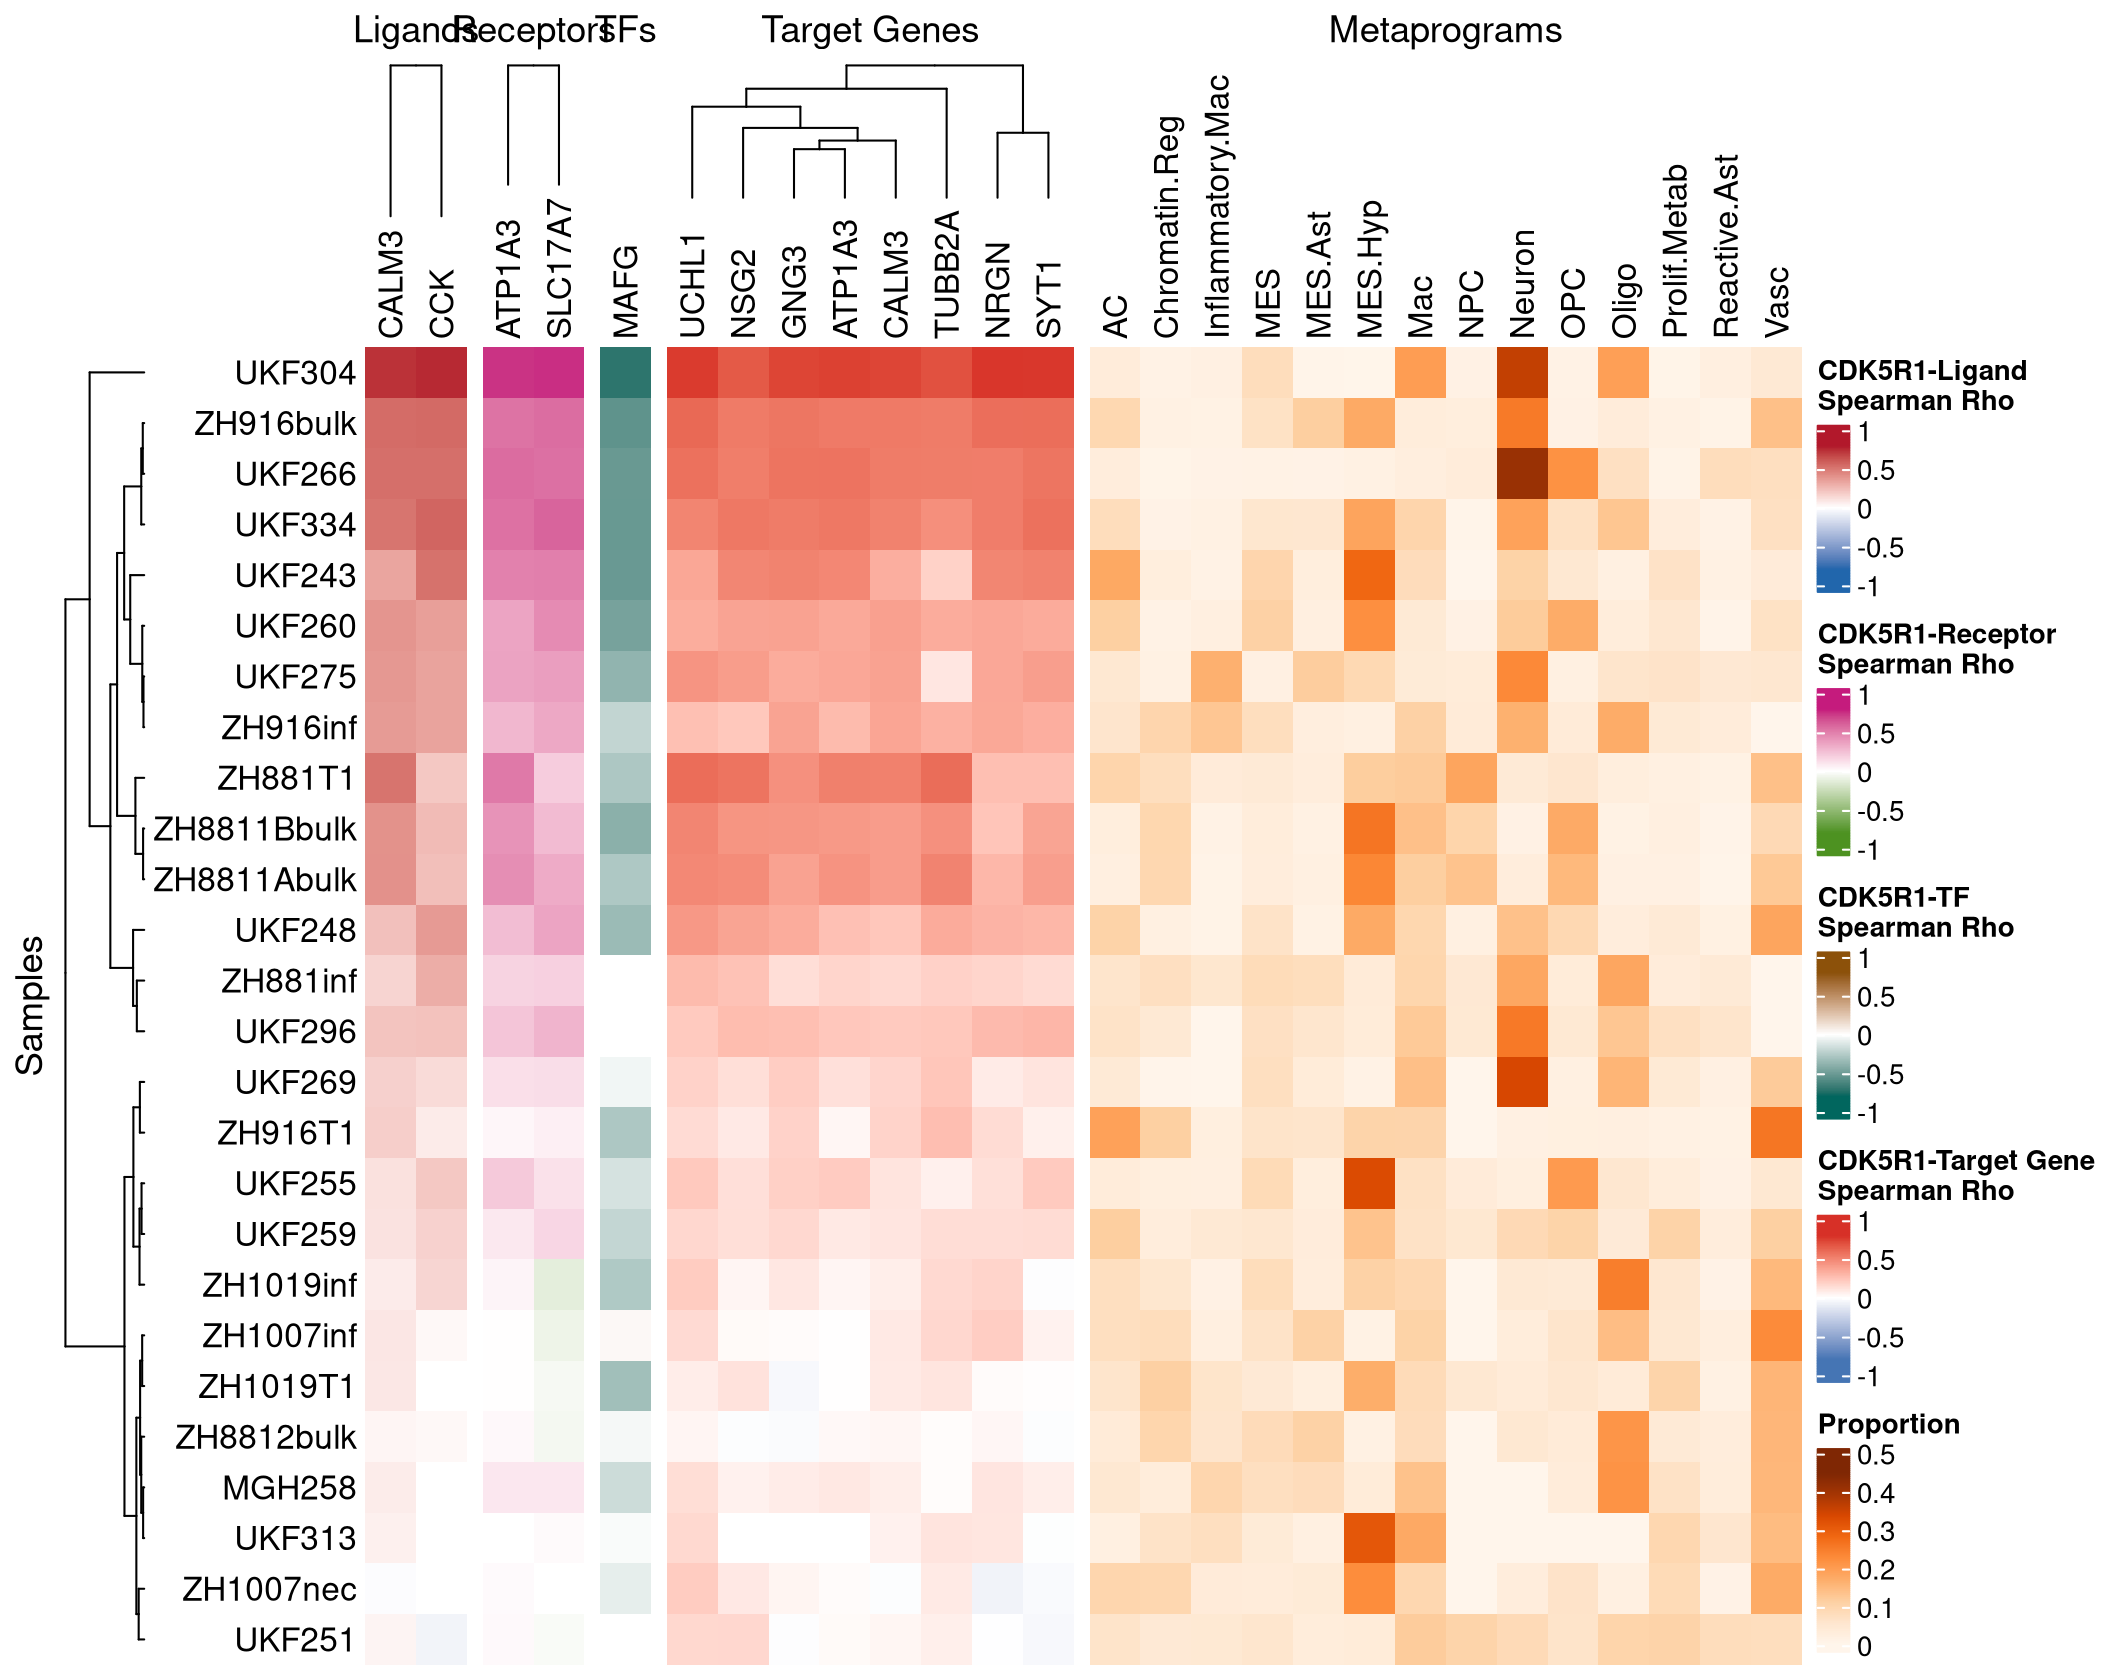 Ligands Receptors TFs Target Genes Metaprograms
CALM3
CCK
ATP1A3
SLC17A7
MAFG
UCHL1
NSG2
GNG3
ATP1A3
CALM3
TUBB2A
NRGN
SYT1
AC
Chromatin.Reg
Inflammatory.Mac
MES
MES.Ast
MES.Hyp
Mac
NPC
Neuron
OPC
Oligo
Prolif.Metab
Reactive.Ast
Vasc
Samples
UKF304
ZH916bulk
UKF266
UKF334
UKF243
UKF260
UKF275
ZH916inf
ZH881T1
ZH8811Bbulk
ZH8811Abulk
UKF248
ZH881inf
UKF296
UKF269
ZH916T1
UKF255
UKF259
ZH1019inf
ZH1007inf
ZH1019T1
ZH8812bulk
MGH258
UKF313
ZH1007nec
UKF251
CDK5R1-Ligand
Spearman Rho
1
0.5
0
-0.5
-1
CDK5R1-Receptor
Spearman Rho
1
0.5
0
-0.5
-1
CDK5R1-TF
Spearman Rho
1
0.5
0
-0.5
-1
CDK5R1-Target Gene
Spearman Rho
1
0.5
0
-0.5
-1
Proportion
0.5
0.4
0.3
0.2
0.1
0